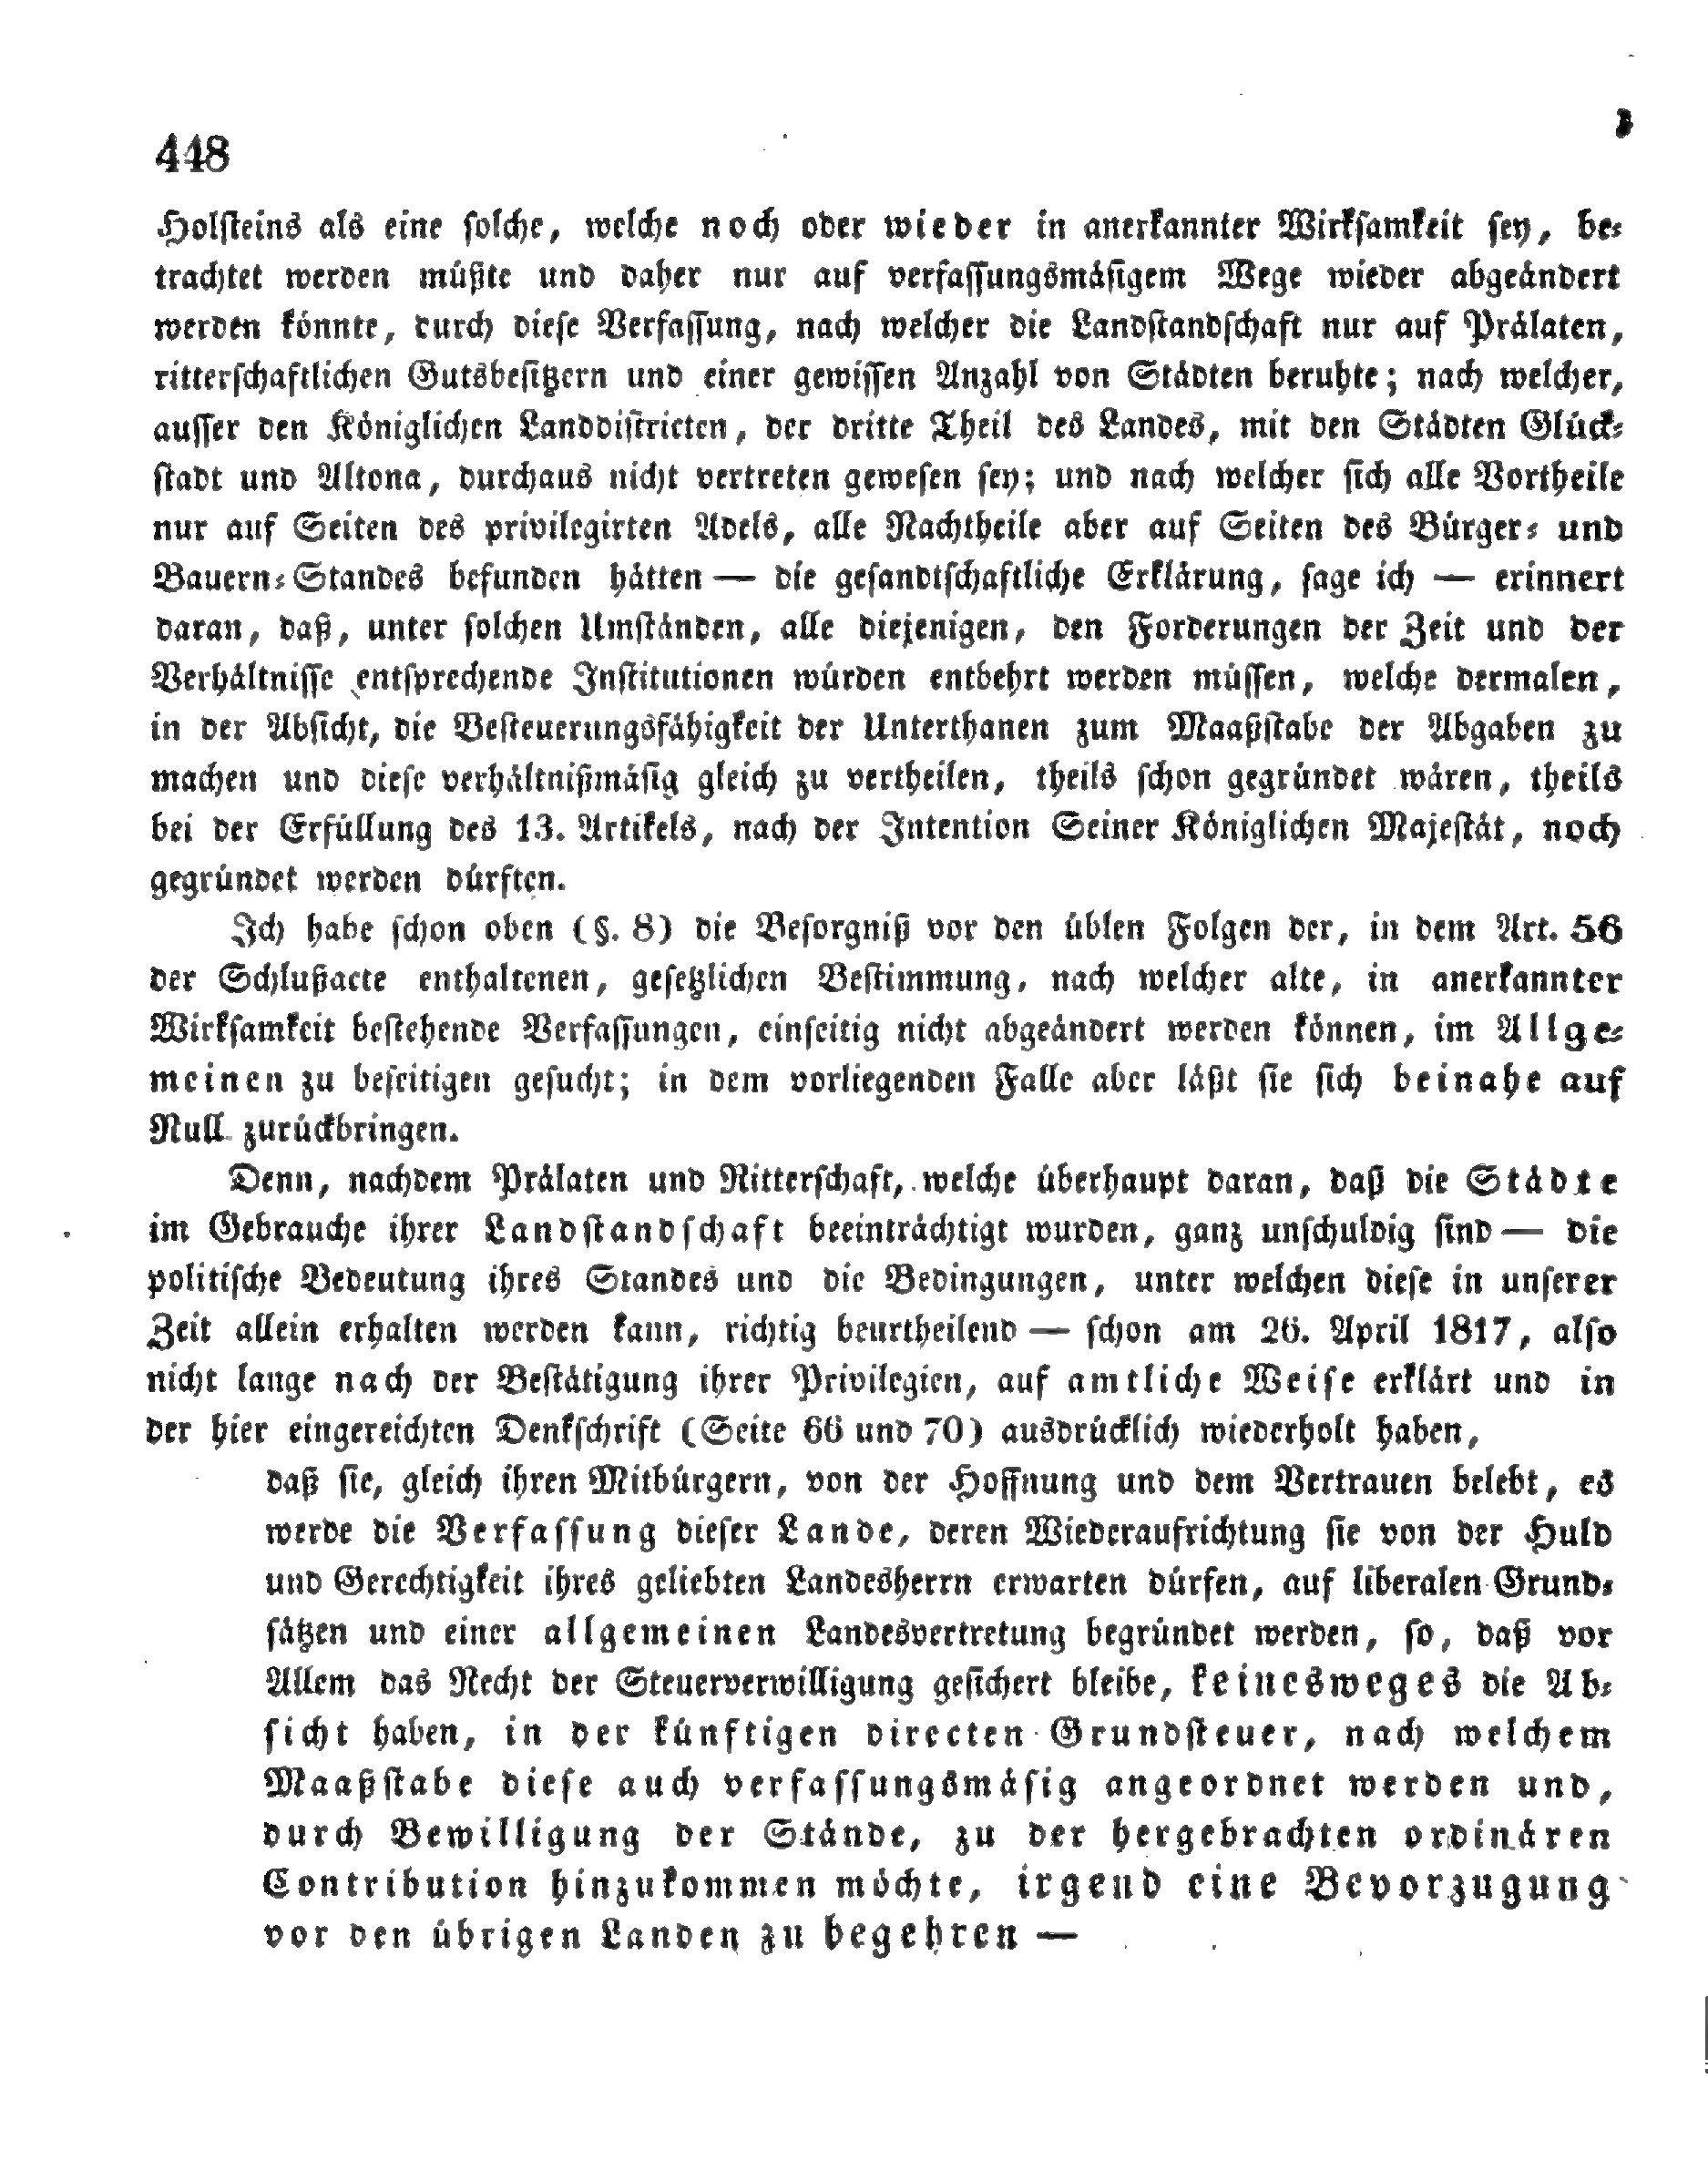 448
Holſteins als eine ſolche, welche noch oder wieder in anerkannter Wirkſamkeit ſey, be⸗
trachtet werden müßte und daher nur auf verfaſſungsmäſigem Wege wieder abgeändert
werden könnte, durch dieſe Verfaſſung, nach welcher die Landſtandſchaft nur auf Prälaten,
ritterſchaftlichen Gutsbeſitzern und einer gewiſſen Anzahl von Städten beruhte; nach welcher,
auſſer den Königlichen Landdiſtricten, der dritte Theil des Landes, mit den Städten Glück⸗
ſtadt und Altona, durchaus nicht vertreten geweſen ſey; und nach welcher ſich alle Vortheile
nur auf Seiten des privilegirten Adels, alle Nachtheile aber auf Seiten des Bürger⸗ und
Bauern⸗Standes befunden hätten — die geſandtſchaftliche Erklärung, ſage ich — erinnert
daran, daß, unter ſolchen Umſtänden, alle diejenigen, den Forderungen der Zeit und der
Verhältniſſe entſprechende Inſtitutionen würden entbehrt werden müſſen, welche dermalen,
in der Abſicht, die Beſteuerungsfähigkeit der Unterthanen zum Maaßſtabe der Abgaben zu
machen und dieſe verhältnißmäſig gleich zu vertheilen, theils ſchon gegründet wären, theils
bei der Erfüllung des 13. Artikels, nach der Intention Seiner Königlichen Majeſtät, noch
gegründet werden dürften.
Ich habe ſchon oben (§. 8) die Beſorgniß vor den üblen Folgen der, in dem Art. 56
der Schlußacte enthaltenen, geſetzlichen Beſtimmung, nach welcher alte, in anerkannter
Wirkſamkeit beſtehende Verfaſſungen, einſeitig nicht abgeändert werden können, im Allge⸗
meinen zu beſeitigen geſucht; in dem vorliegenden Falle aber läßt ſie ſich beinahe auf
Null zurückbringen.
Denn, nachdem Prälaten und Ritterſchaft, welche überhaupt daran, daß die Städte
im Gebrauche ihrer Landſtandſchaft beeinträchtigt wurden, ganz unſchuldig ſind — die
politiſche Bedeutung ihres Standes und die Bedingungen, unter welchen dieſe in unſerer
Zeit allein erhalten werden kann, richtig beurtheilend — ſchon am 26. April 1817, alſo
nicht lange nach der Beſtätigung ihrer Privilegien, auf amtliche Weiſe erklärt und in
der hier eingereichten Denkſchrift (Seite 66 und 70) ausdrücklich wiederholt haben,
daß ſie, gleich ihren Mitbürgern, von der Hoffnung und dem Vertrauen belebt, es
werde die Verfaſſung dieſer Lande, deren Wiederaufrichtung ſie von der Huld
und Gerechtigkeit ihres geliebten Landesherrn erwarten dürfen, auf liberalen Grund⸗
ſätzen und einer allgemeinen Landesvertretung begründet werden, ſo, daß vor
Allem das Recht der Steuerverwilligung geſichert bleibe, keinesweges die Ab⸗
ſicht haben, in der künftigen directen Grundſteuer, nach welchem
Maaßſtabe dieſe auch verfaſſungsmäſig angeordnet werden und,
durch Bewilligung der Stände, zu der hergebrachten ordinären
Contribution hinzukommen möchte, irgend eine Bevorzugung
vor den übrigen Landen zu begehren —